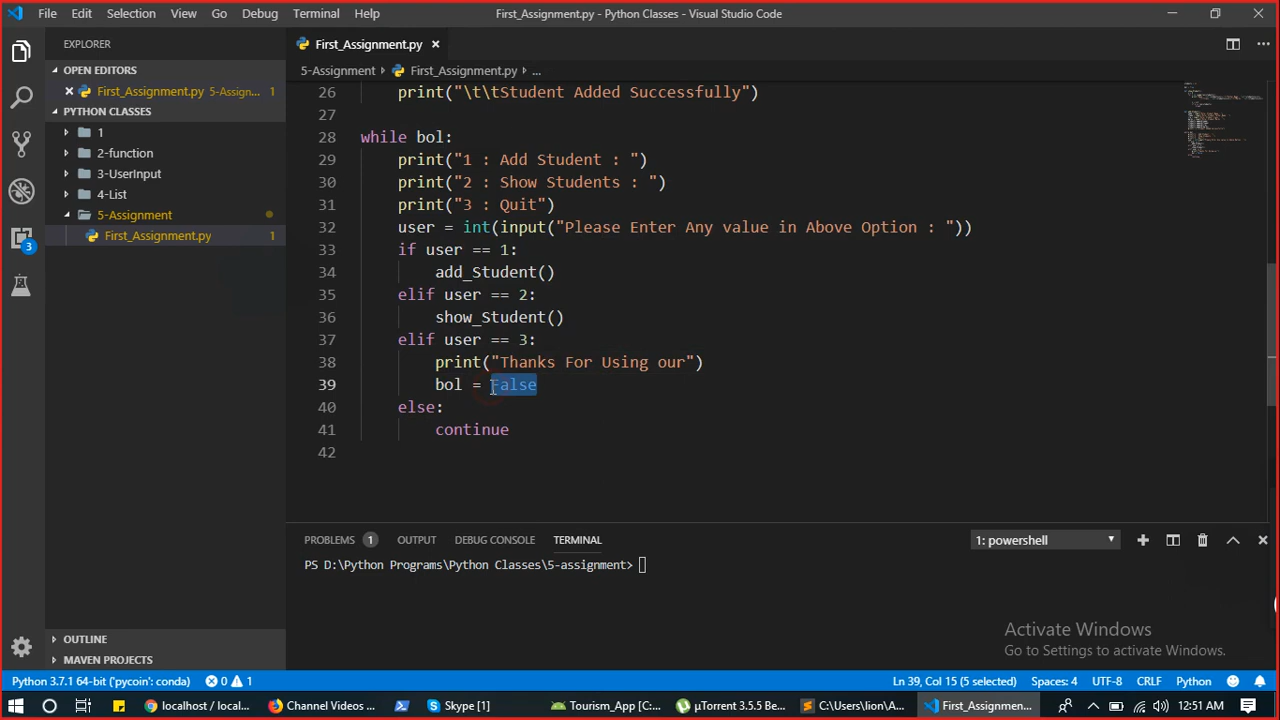 File Edit Selection View Go Debug Terminal Help
First_Assignment.py - Python Classes - Visual Studio Code
EXPLORER
OPEN EDITORS
First_Assignment.py 5-Assign... 1
PYTHON CLASSES
1
2-function
3-UserInput
4-List
5-Assignment
First_Assignment.py 1
3
OUTLINE
MAVEN PROJECTS
First_Assignment.py
5-Assignment First_Assignment.py ...
26 print("\t\tStudent Added Successfully")
27
28 while bol:
29 print("1 : Add Student : ")
30 print("2 : Show Students : ")
31 print("3 : Quit")
32 user = int(input("Please Enter Any value in Above Option : "))
33 if user == 1:
34 add_Student()
35 elif user == 2:
36 show_Student()
37 elif user == 3:
38 print("Thanks For Using our")
39 bol = False
40 else:
41 continue
42
PROBLEMS 1 OUTPUT DEBUG CONSOLE TERMINAL 1: powershell
PS D:\Python Programs\Python Classes\5-assignment>
Activate Windows
Go to Settings to activate Windows.
Python 3.7.1 64-bit ('pycoin': conda) 0 1 Ln 39, Col 15 (5 selected) Spaces: 4 UTF-8 CRLF Python
localhost / local... Channel Videos ... Skype [1] Tourism_App [C:... µTorrent 3.5.5 Be... C:\Users\lion\A... First_Assignmen... 12:51 AM